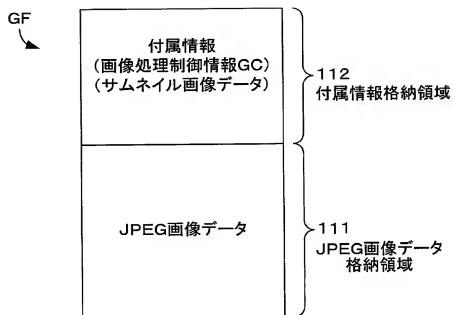 GF
付属情報
(画像処理制御情報GC)
(サムネイル画像データ)
112
付属情報格納領域
JPEG画像データ
111
JPEG画像データ
格納領域